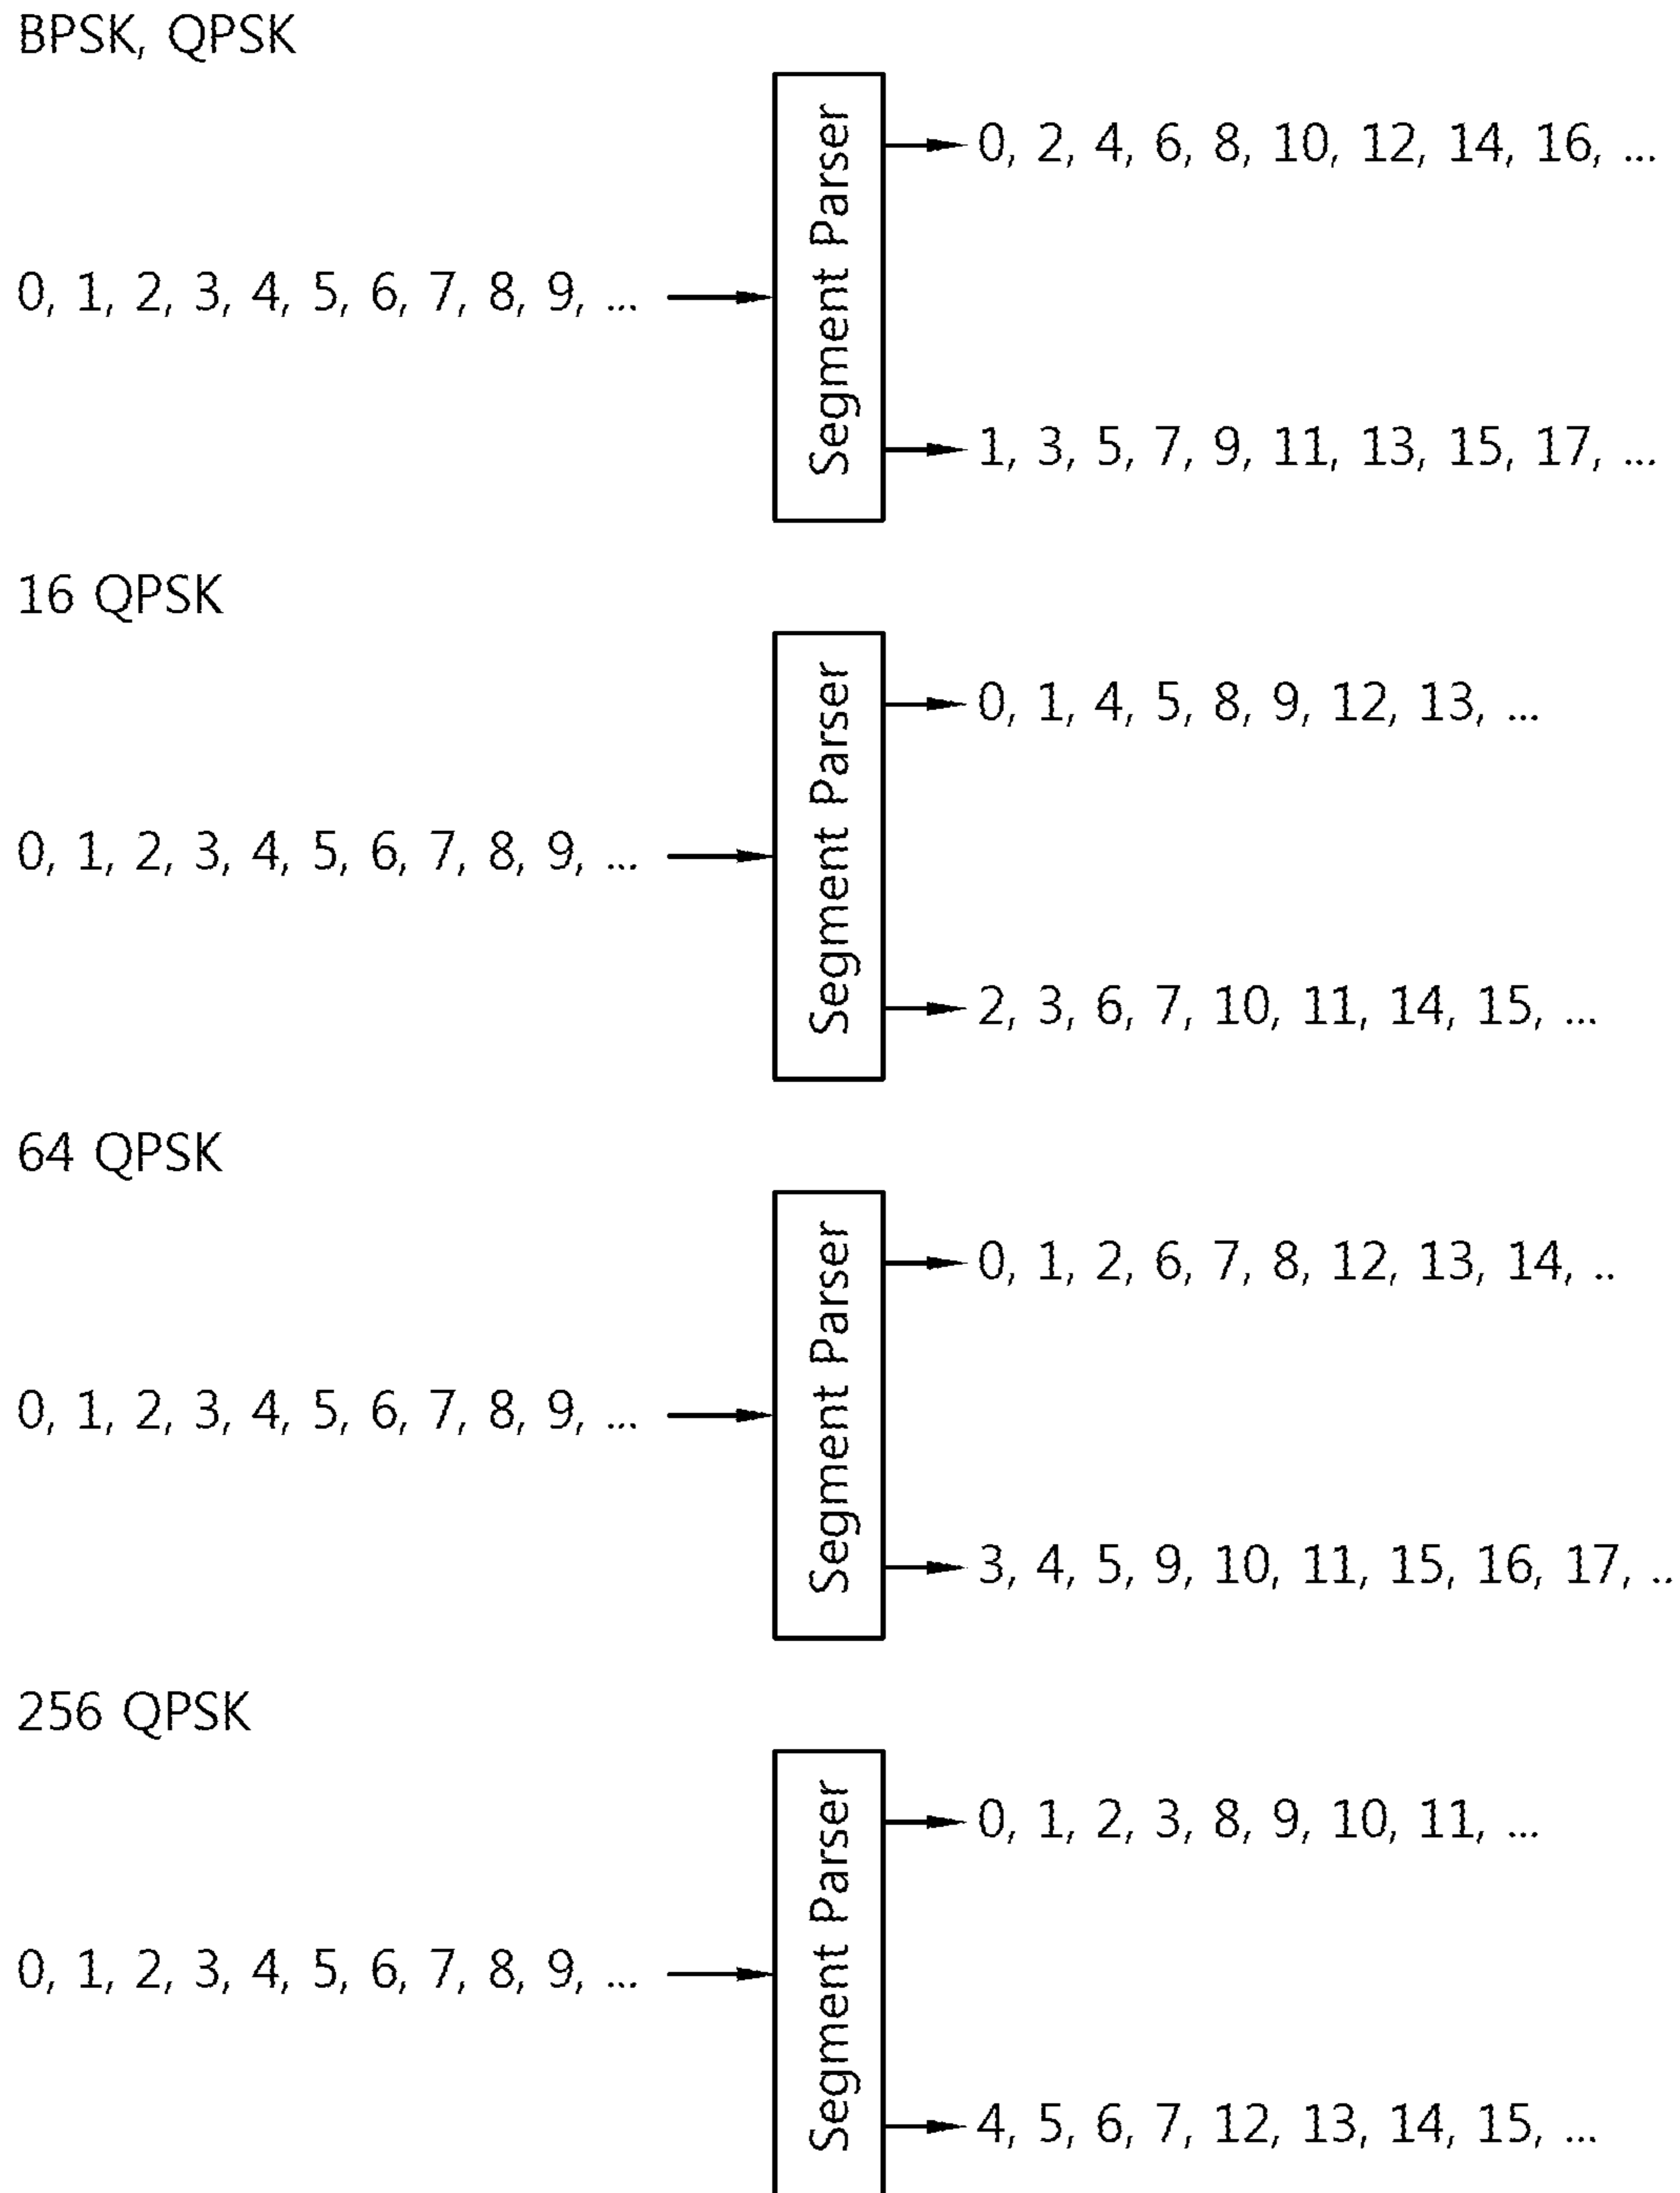 BPSK, QPSK
Segment Parser
0, 2, 4, 6, 8, 10, 12, 14, 16, ...
0, 1, 2, 3, 4, 5, 6, 7, 8, 9, ...
1, 3, 5, 7, 9, 11, 13, 15, 17, ...
16 QPSK
Segment Parser
0, 1, 4, 5, 8, 9, 12, 13, ...
0, 1, 2, 3, 4, 5, 6, 7, 8, 9, ...
2, 3, 6, 7, 10, 11, 14, 15, ...
64 QPSK
Segment Parser
0, 1, 2, 6, 7, 8, 12, 13, 14, ..
0, 1, 2, 3, 4, 5, 6, 7, 8, 9, ...
3, 4, 5, 9, 10, 11, 15, 16, 17, ..
256 QPSK
Segment Parser
0, 1, 2, 3, 8, 9, 10, 11, ...
0, 1, 2, 3, 4, 5, 6, 7, 8, 9, ...
4, 5, 6, 7, 12, 13, 14, 15, ...